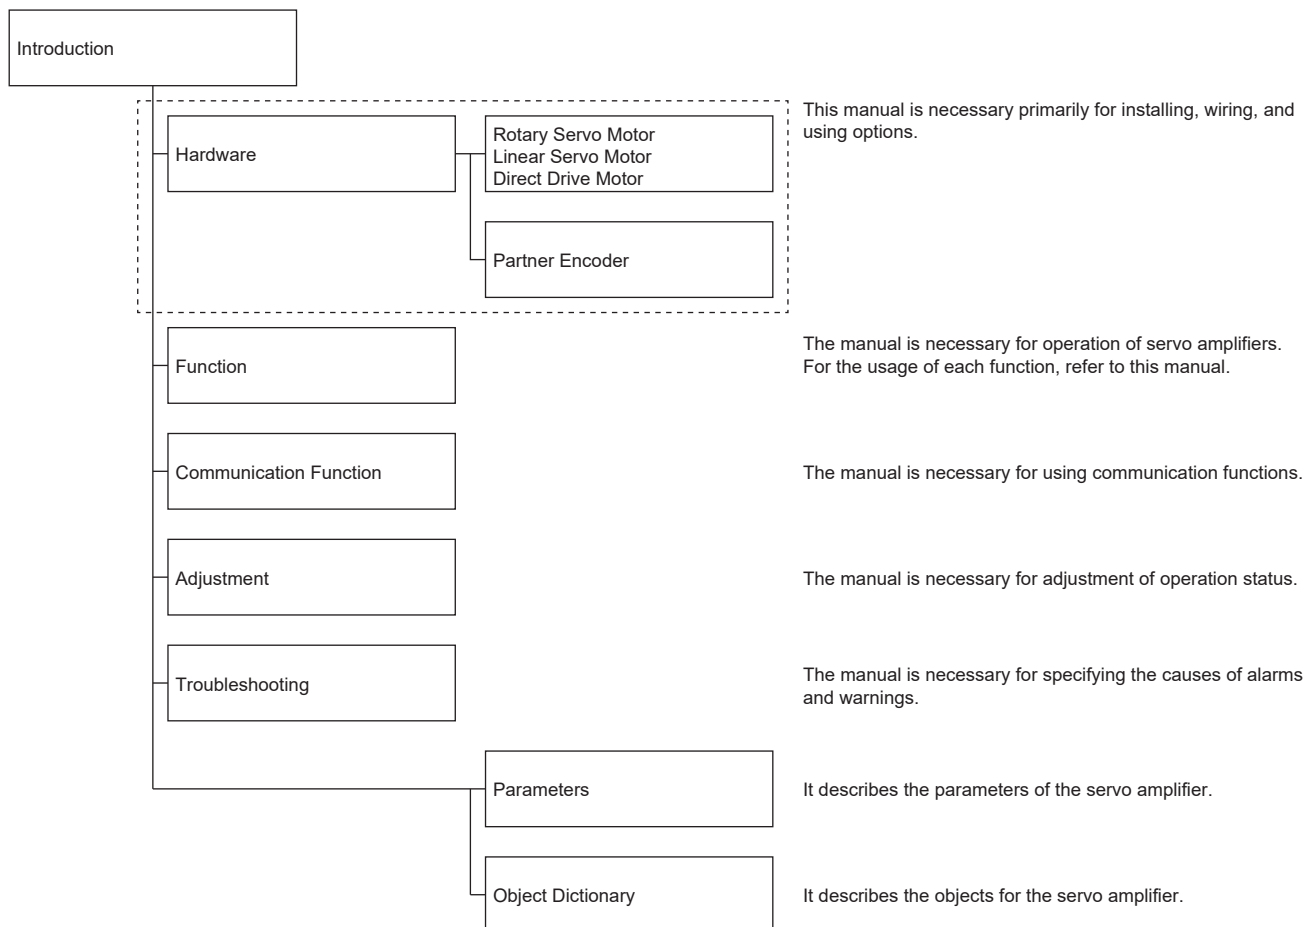 Introduction
This manual is necessary primarily for installing, wiring, and
using options.
Hardware
Rotary Servo Motor
Linear Servo Motor
Direct Drive Motor
Partner Encoder
Function
The manual is necessary for operation of servo amplifiers.
For the usage of each function, refer to this manual.
Communication Function
The manual is necessary for using communication functions.
Adjustment
The manual is necessary for adjustment of operation status.
Troubleshooting
The manual is necessary for specifying the causes of alarms
and warnings.
Parameters
It describes the parameters of the servo amplifier.
Object Dictionary
It describes the objects for the servo amplifier.